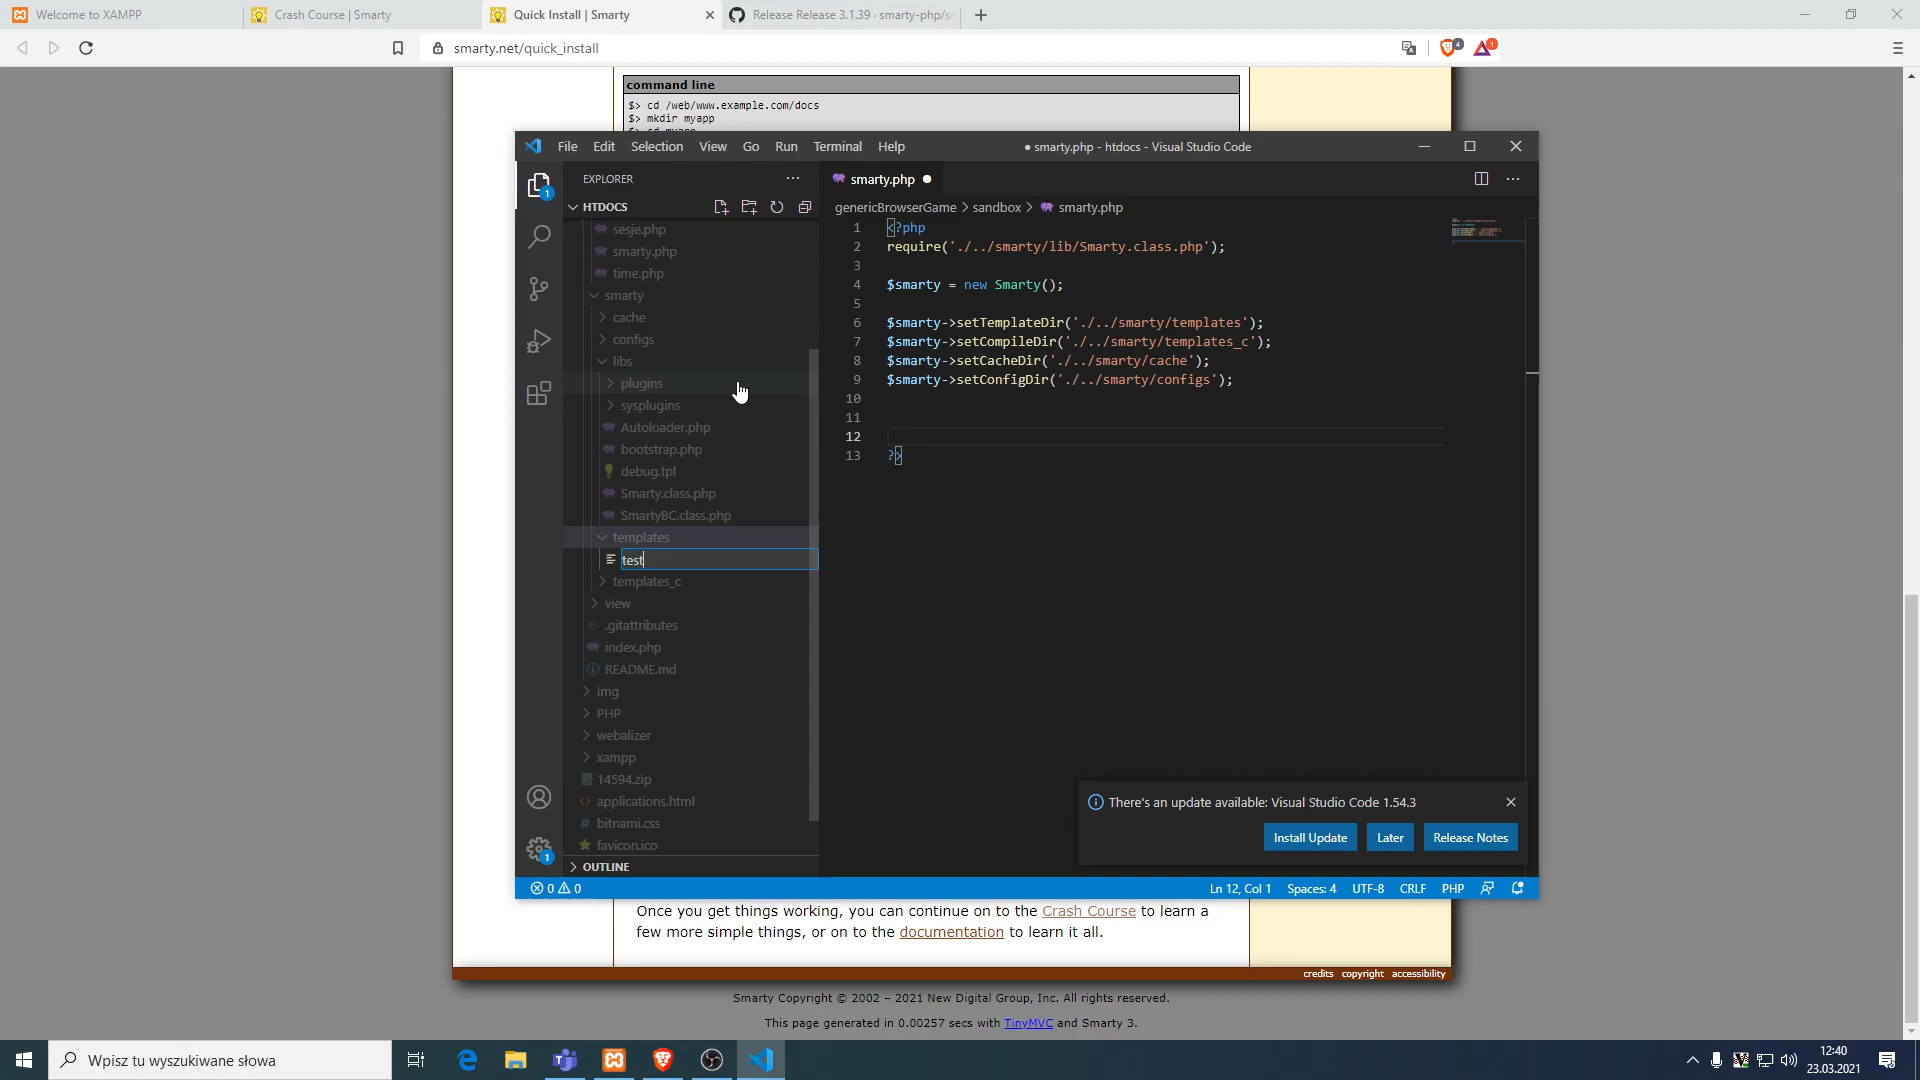 Welcome to XAMPP
Crash Course | Smarty
Quick Install | Smarty
Release Release 3.1.39 · smarty-php/s
smarty.net/quick_install
4
1
command line
$> cd /web/www.example.com/docs
$> mkdir myapp
$> cd myapp
File Edit Selection View Go Run Terminal Help
● smarty.php - htdocs - Visual Studio Code
EXPLORER
1
smarty.php
HTDOCS
genericBrowserGame > sandbox > smarty.php
sesje.php
smarty.php
time.php
smarty
cache
configs
libs
plugins
sysplugins
Autoloader.php
bootstrap.php
debug.tpl
Smarty.class.php
SmartyBC.class.php
templates
test
templates_c
view
.gitattributes
index.php
README.md
img
PHP
webalizer
xampp
14594.zip
applications.html
bitnami.css
favicon.ico
OUTLINE
1
1 <?php
2 require('./../smarty/lib/Smarty.class.php');
3
4 $smarty = new Smarty();
5
6 $smarty->setTemplateDir('./../smarty/templates');
7 $smarty->setCompileDir('./../smarty/templates_c');
8 $smarty->setCacheDir('./../smarty/cache');
9 $smarty->setConfigDir('./../smarty/configs');
10
11
12
13 ?>
There's an update available: Visual Studio Code 1.54.3
Install Update
Later
Release Notes
0 0
Ln 12, Col 1
Spaces: 4
UTF-8
CRLF
PHP
Once you get things working, you can continue on to the Crash Course to learn a
few more simple things, or on to the documentation to learn it all.
credits copyright accessibility
Smarty Copyright © 2002 – 2021 New Digital Group, Inc. All rights reserved.
This page generated in 0.00257 secs with TinyMVC and Smarty 3.
Wpisz tu wyszukiwane słowa
12:40
23.03.2021